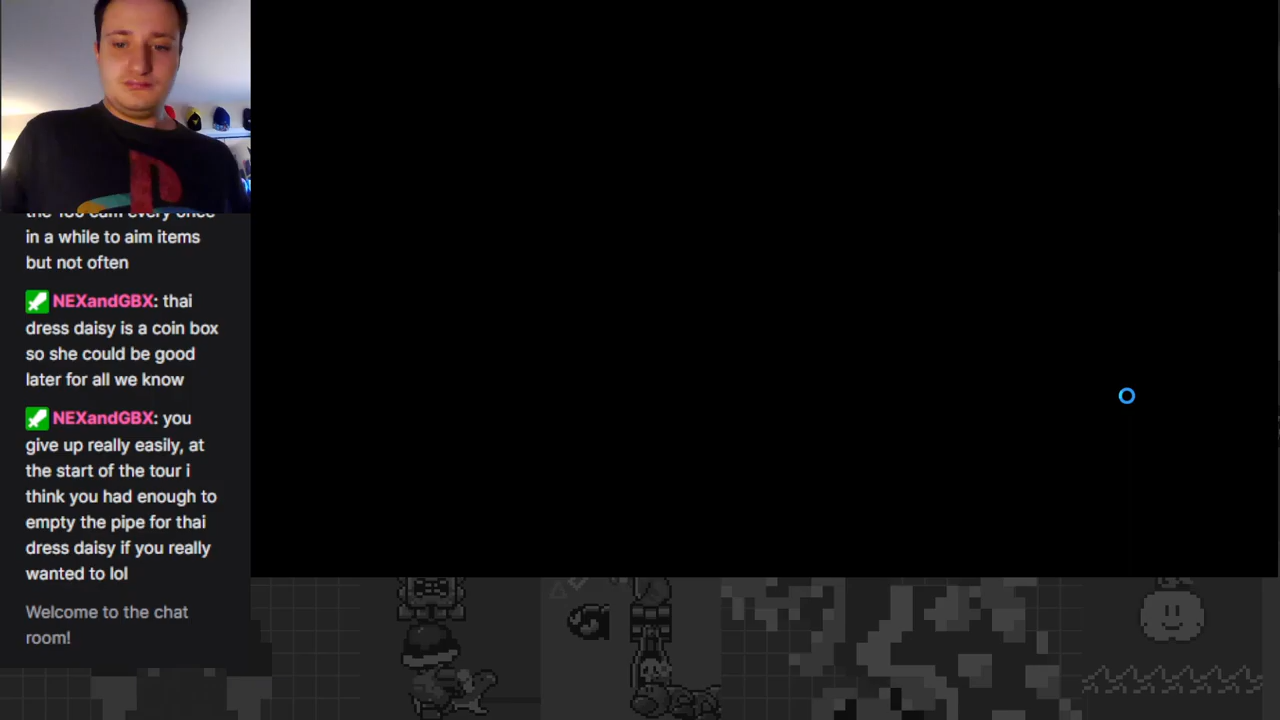 in a while to aim items
but not often
NEXandGBX: thai
dress daisy is a coin box
so she could be good
later for all we know
NEXandGBX: you
give up really easily, at
the start of the tour i
think you had enough to
empty the pipe for thai
dress daisy if you really
wanted to lol
Welcome to the chat
room!